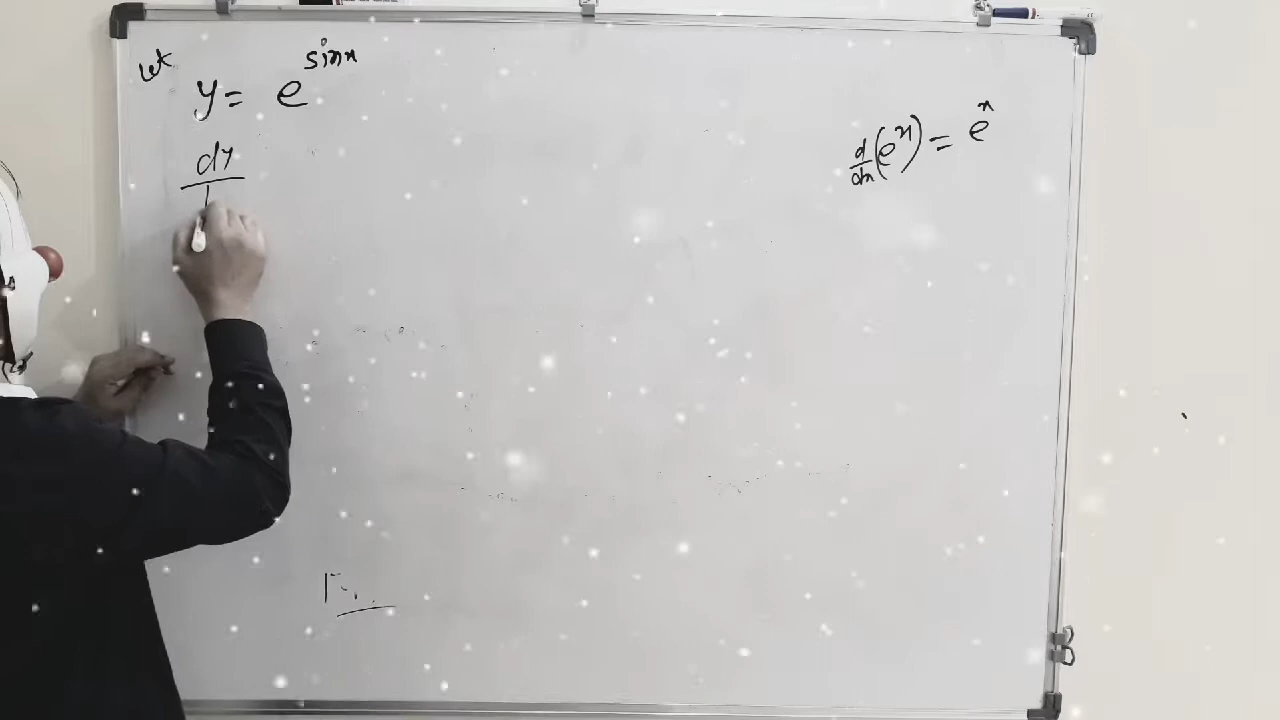 let
y = e^sinx
dy
d/dx (e^x) = e^x